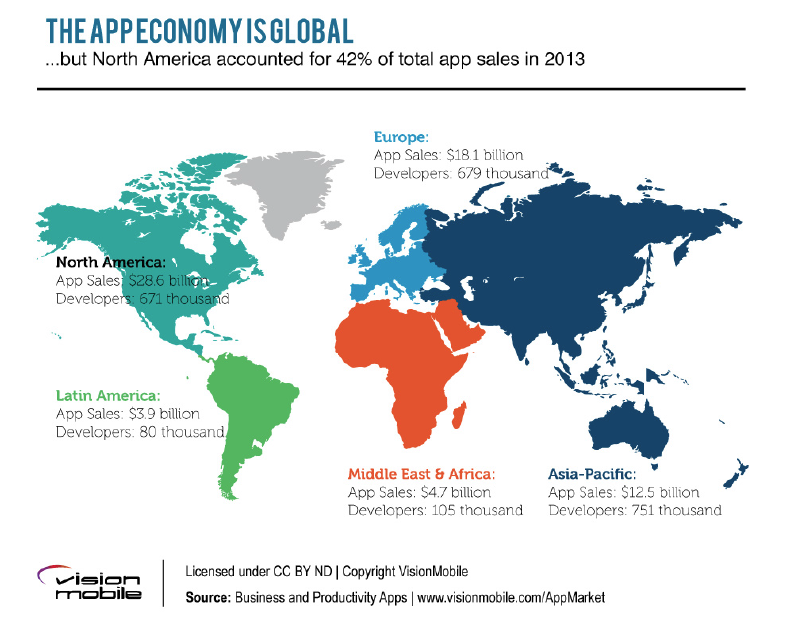 THE APP ECONOMY IS GLOBAL
...but North America accounted for 42% of total app sales in 2013
Europe:
App Sales: $18.1 billion
Developers: 679 thousand
North America:
App Sales: $28.6 billion
Developers: 671 thousand
Latin America:
App Sales: $3.9 billion
Developers: 80 thousand
Middle East & Africa:
App Sales: $4.7 billion
Developers: 105 thousand
Asia-Pacific:
App Sales: $12.5 billion
Developers: 751 thousand
vision
mobile
Licensed under CC BY ND | Copyright VisionMobile
Source: Business and Productivity Apps | www.visionmobile.com/AppMarket